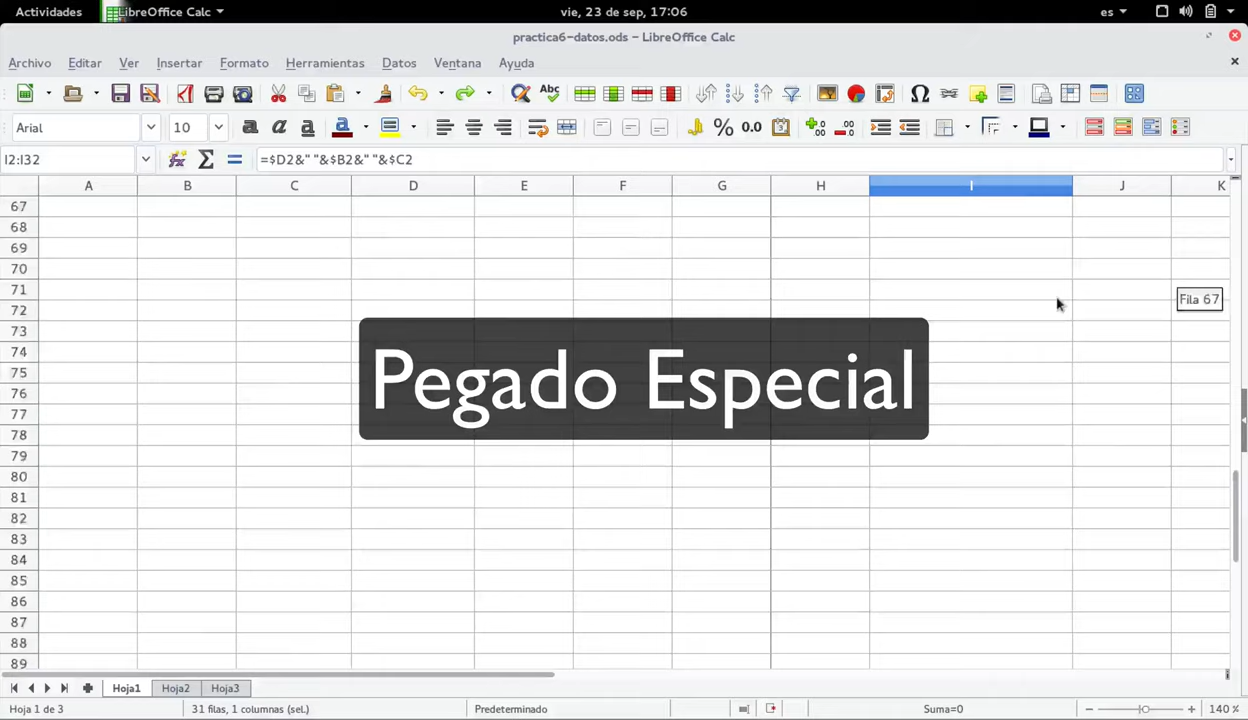 Actividades LibreOffice Calc vie, 23 de sep, 17:06 es
practica6-datos.ods - LibreOffice Calc
Archivo Editar Ver Insertar Formato Herramientas Datos Ventana Ayuda
Arial 10
I2:I32 =$D2&" "&$B2&" "&$C2
A B C D E F G H I J K
67
68
69
70
71
Fila 67
72
73
74
75
76
Pegado Especial
77
78
79
80
81
82
83
84
85
86
87
88
89
Hoja1 Hoja2 Hoja3
Hoja 1 de 3 31 filas, 1 columnas (sel.) Predeterminado Suma=0 140 %